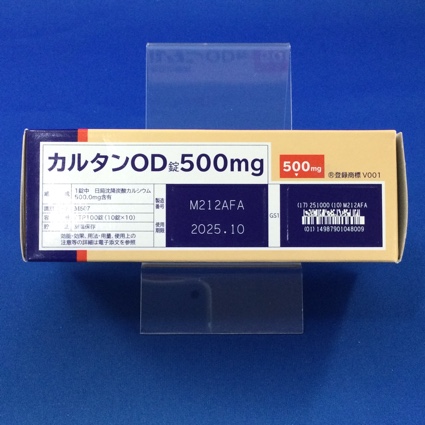 カルタンOD錠500mg
500mg
®登録商標 V001
1錠中 日局沈降炭酸カルシウム
500.0mg含有
製造
番号
M212AFA
使用
期限
2025.10
100錠(10錠×10)
室温保存
効能・効果、用法・用量、使用上の
注意等の詳細は電子添文を参照
GS1
(17) 251000 (10) M212AFA
(01) 14987901048009